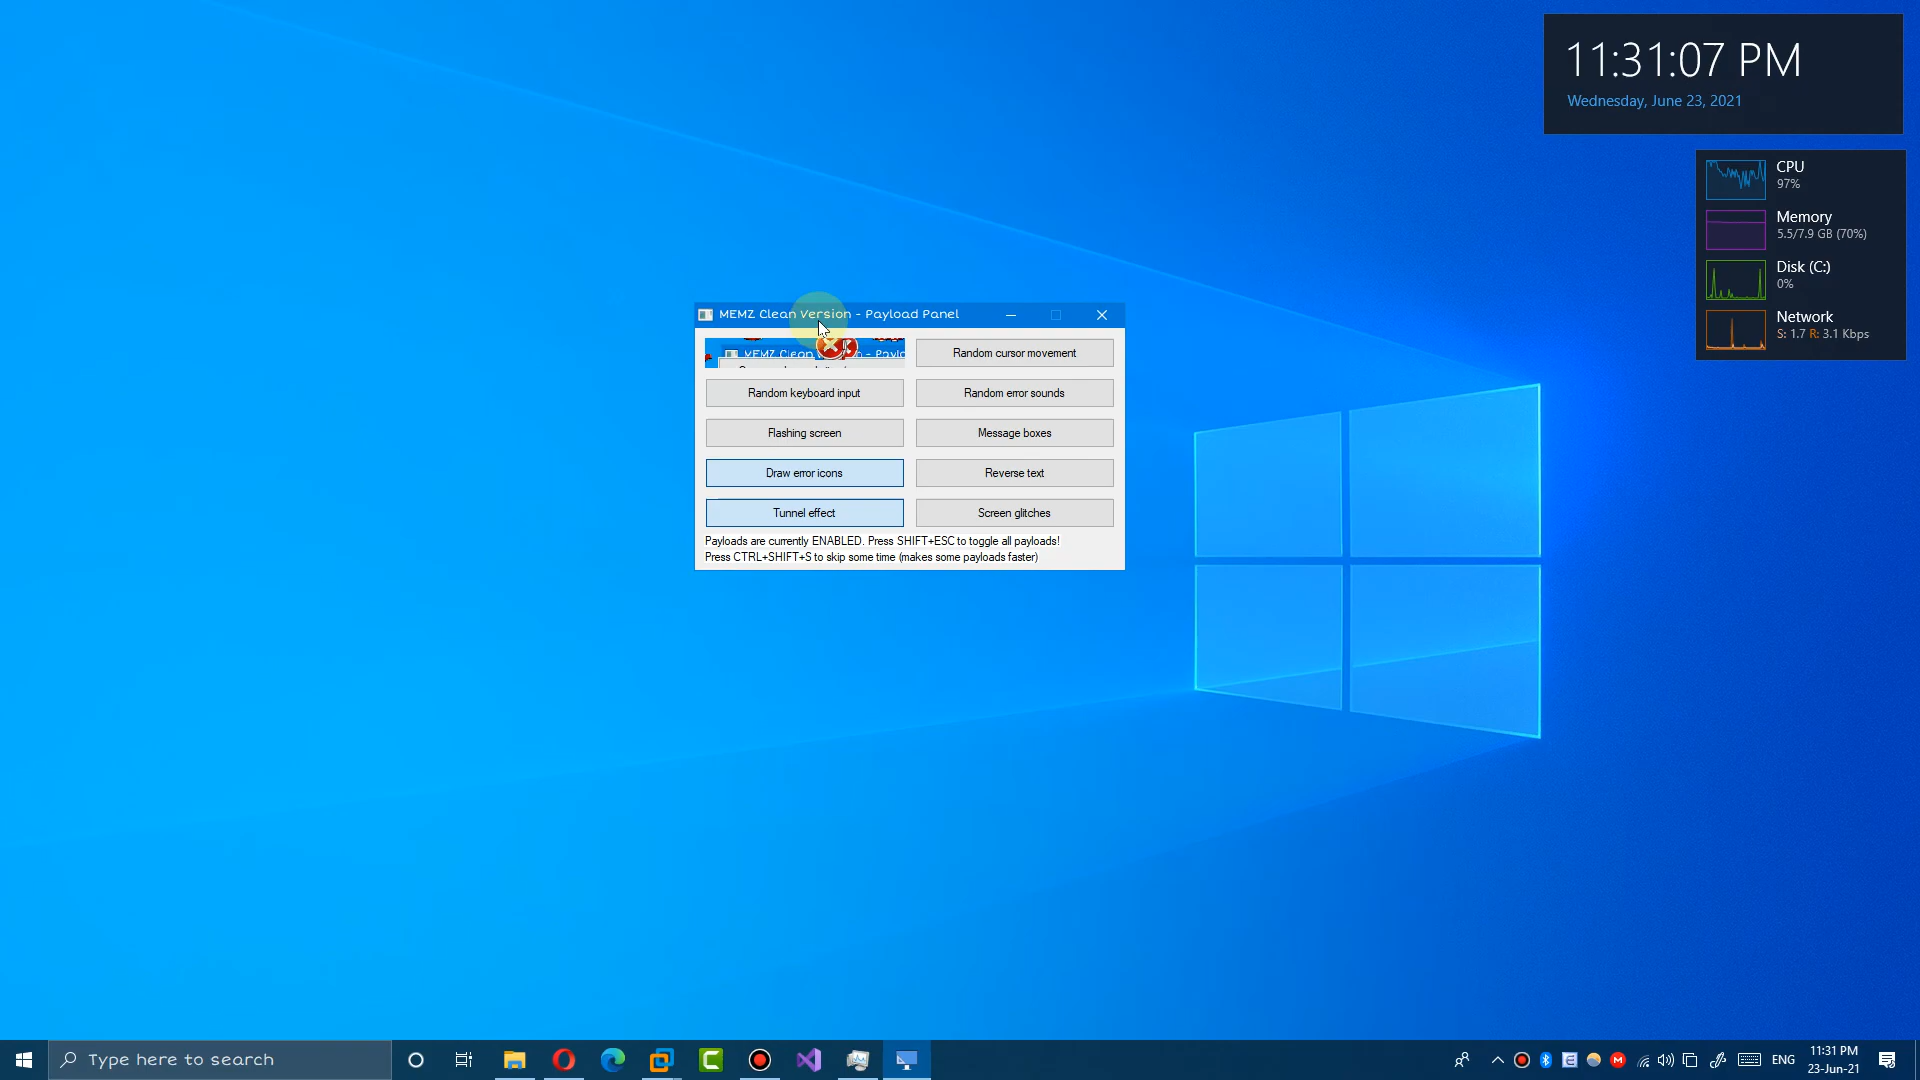 11:31:07 PM
Wednesday, June 23, 2021
CPU
97%
Memory
5.5/7.9 GB (70%)
Disk (C:)
0%
Network
S: 1.7 R: 3.1 Kbps
MEMZ Clean Version - Payload Panel
MEMZ Clean
Random cursor movement
Random keyboard input
Random error sounds
Flashing screen
Message boxes
Draw error icons
Reverse text
Tunnel effect
Screen glitches
Payloads are currently ENABLED. Press SHIFT+ESC to toggle all payloads!
Press CTRL+SHIFT+S to skip some time (makes some payloads faster)
Type here to search
ENG
11:31 PM
23-Jun-21